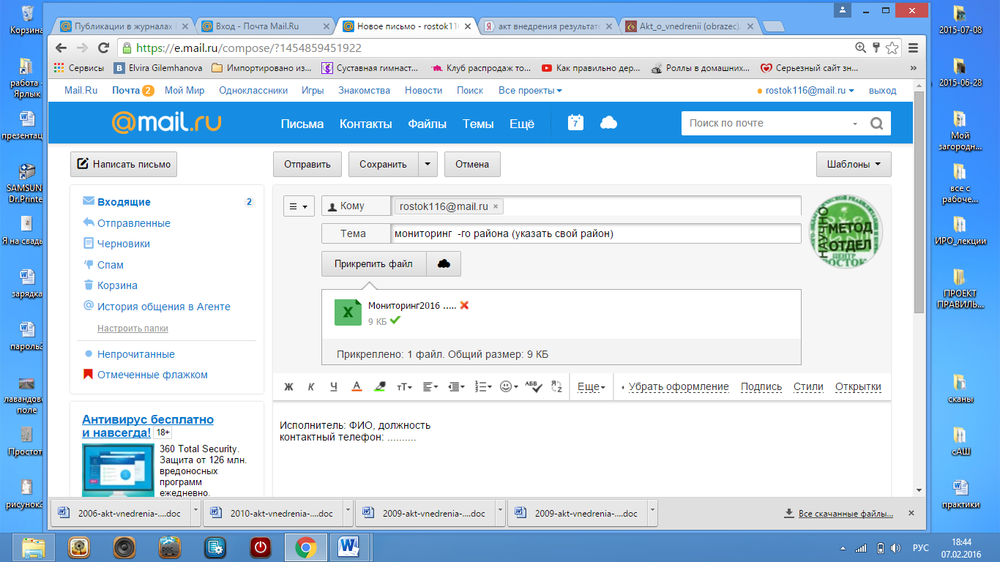 Корзина
работа -
Ярлык
презентац
SAMSUN
Dr.Printe
Я на свадь
зарядка
пароль2
лавандово
поле
Простот
рисунок2
Публикации в журналах
Вход - Почта Mail.Ru
Новое письмо - rostok116
акт внедрения результато
Akt_o_vnedrenii (obrazec).
https://e.mail.ru/compose/?1454859451922
Сервисы
Elvira Gilemhanova
Импортировано из...
Суставная гимнаст...
Клуб распродаж то...
Как правильно дер...
Роллы в домашних...
Серьезный сайт зн...
»
Mail.Ru Почта 2 Мой Мир Одноклассники Игры Знакомства Новости Поиск Все проекты rostok116@mail.ru выход
@mail.ru Письма Контакты Файлы Темы Ещё 7 Поиск по почте
Написать письмо Отправить Сохранить Отмена Шаблоны
Входящие 2
Отправленные
Черновики
Спам
Корзина
История общения в Агенте
Настроить папки
Непрочитанные
Отмеченные флажком
Антивирус бесплатно
и навсегда! 18+
360 Total Security.
Защита от 126 млн.
вредоносных
программ
ежедневно.
Кому rostok116@mail.ru ×
Тема мониторинг -го района (указать свой район)
Прикрепить файл
X Мониторинг2016 .....
9 КБ
Прикреплено: 1 файл. Общий размер: 9 КБ
НАУЧНО
МЕТОД
ОТДЕЛ
ЦЕНТР
РОСТОК
Ж К Ч А тТ АБВ Еще Убрать оформление Подпись Стили Открытки
Исполнитель: ФИО, должность
контактный телефон: ..........
2006-akt-vnedrenia-....doc
2010-akt-vnedrenia-....doc
2009-akt-vnedrenia-....doc
2009-akt-vnedrenia-....doc
Все скачанные файлы...
2015-07-08
2015-06-28
Мой
загородн...
все с
рабоче...
ИРО_лекции
ПРОЕКТ
ПРАВИЛЬ...
сканы
сАШ
практики
DOC
РУС
18:44
07.02.2016